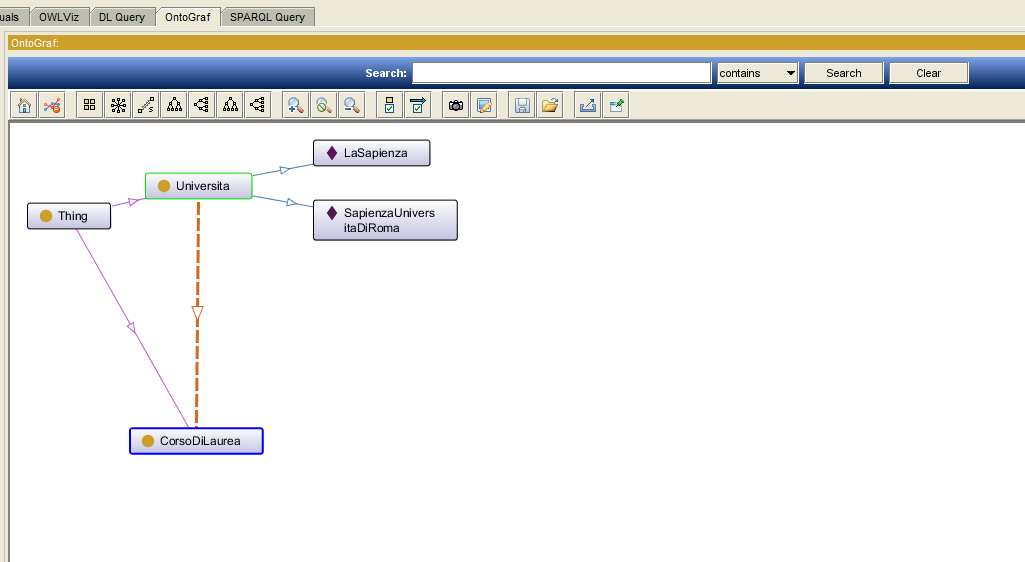 uals OWLViz DL Query OntoGraf SPARQL Query
OntoGraf:
Search: contains Search Clear
LaSapienza
Universita
SapienzaUnivers
itaDiRoma
Thing
CorsoDiLaurea